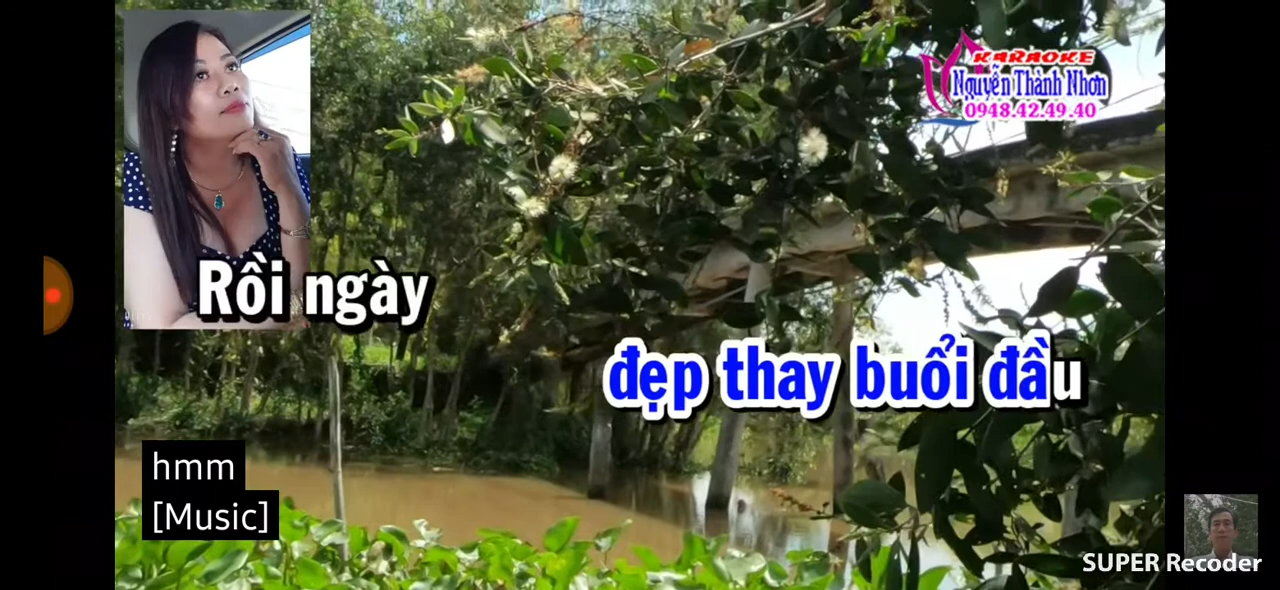 KARAOKE
Nguyễn Thành Nhơn
0948.42.49.40
Rồi ngày
đẹp thay buổi đầu
hmm
[Music]
SUPER Recoder